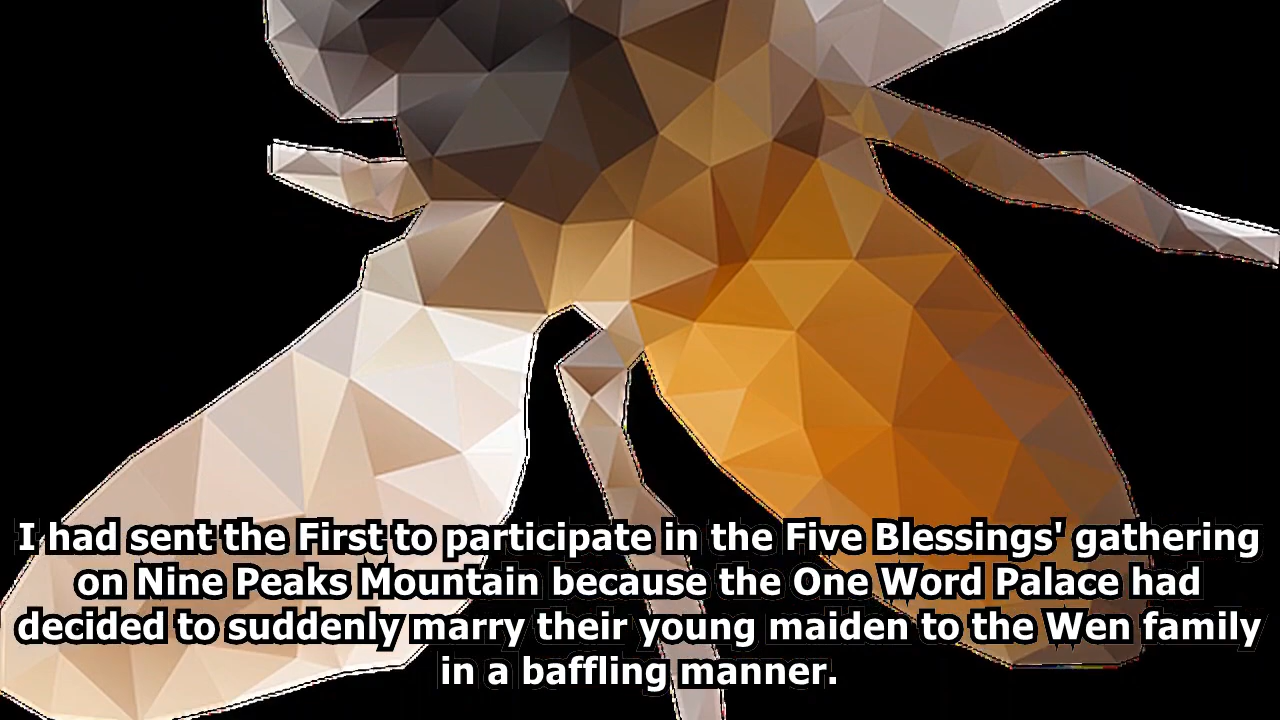 I had sent the First to participate in the Five Blessings' gathering
on Nine Peaks Mountain because the One Word Palace had
decided to suddenly marry their young maiden to the Wen family
in a baffling manner.